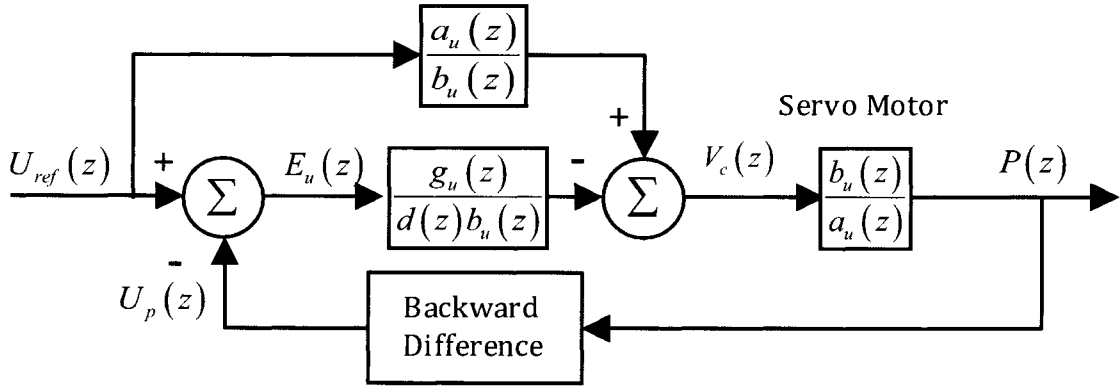 a_u(z)
b_u(z)
Servo Motor
+
U_ref(z)
+
Σ
E_u(z)
g_u(z)
d(z)b_u(z)
-
Σ
V_c(z)
b_u(z)
a_u(z)
P(z)
-
U_p(z)
Backward
Difference